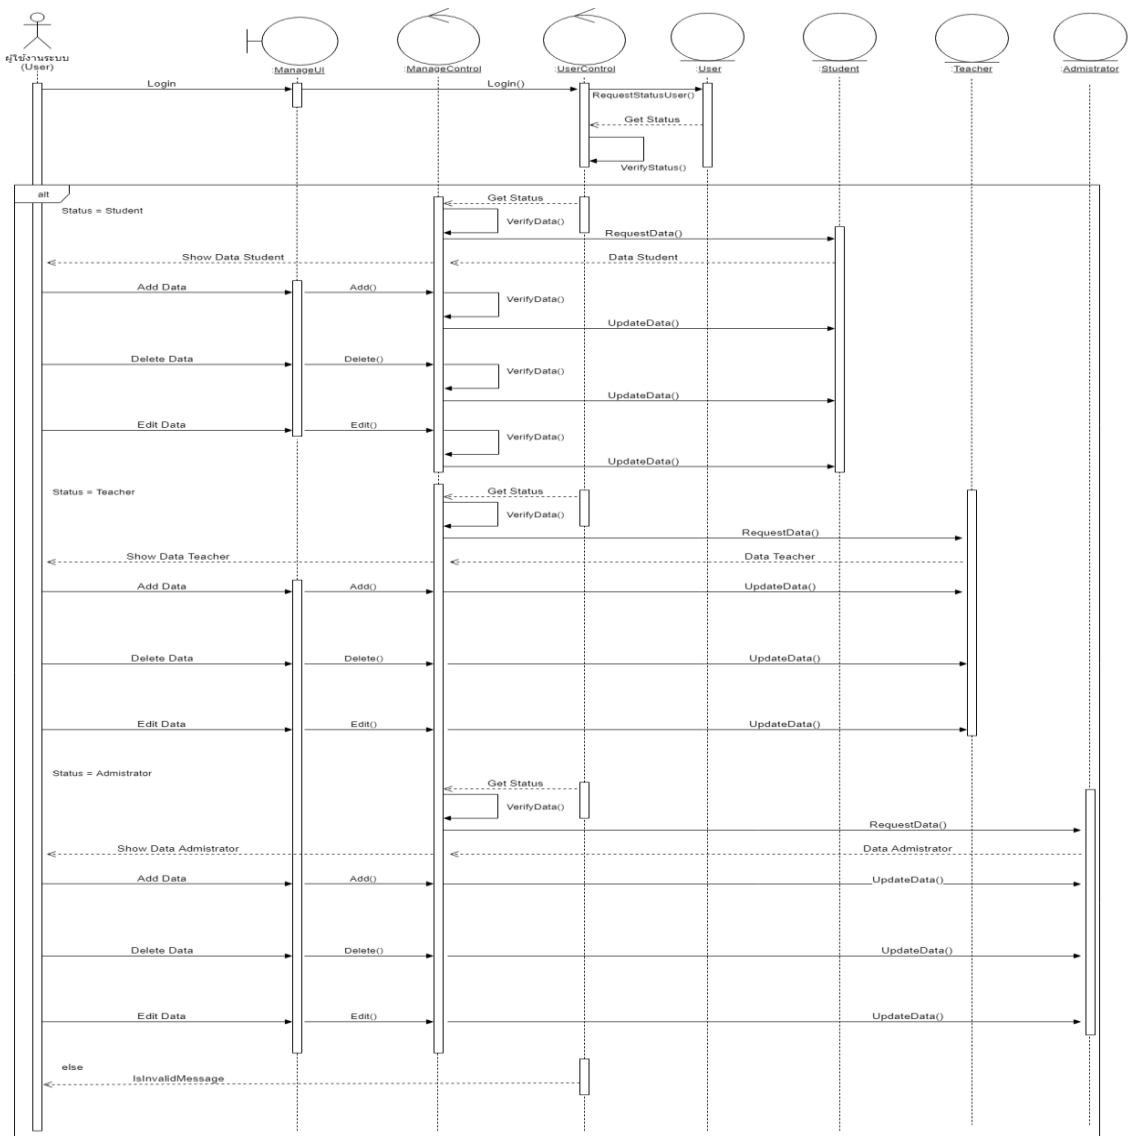 ผู้ใช้งานระบบ
(User)
:ManageUI
:ManageControl
:UserControl
:User
:Student
:Teacher
:Admistrator
Login
Login()
RequestStatusUser()
Get Status
VerifyStatus()
alt
Status = Student
Get Status
VerifyData()
RequestData()
Show Data Student
Data Student
Add Data
Add()
VerifyData()
UpdateData()
Delete Data
Delete()
VerifyData()
UpdateData()
Edit Data
Edit()
VerifyData()
UpdateData()
Status = Teacher
Get Status
VerifyData()
RequestData()
Show Data Teacher
Data Teacher
Add Data
Add()
UpdateData()
Delete Data
Delete()
UpdateData()
Edit Data
Edit()
UpdateData()
Status = Admistrator
Get Status
VerifyData()
RequestData()
Show Data Admistrator
Data Admistrator
Add Data
Add()
UpdateData()
Delete Data
Delete()
UpdateData()
Edit Data
Edit()
UpdateData()
else
IsInvalidMessage